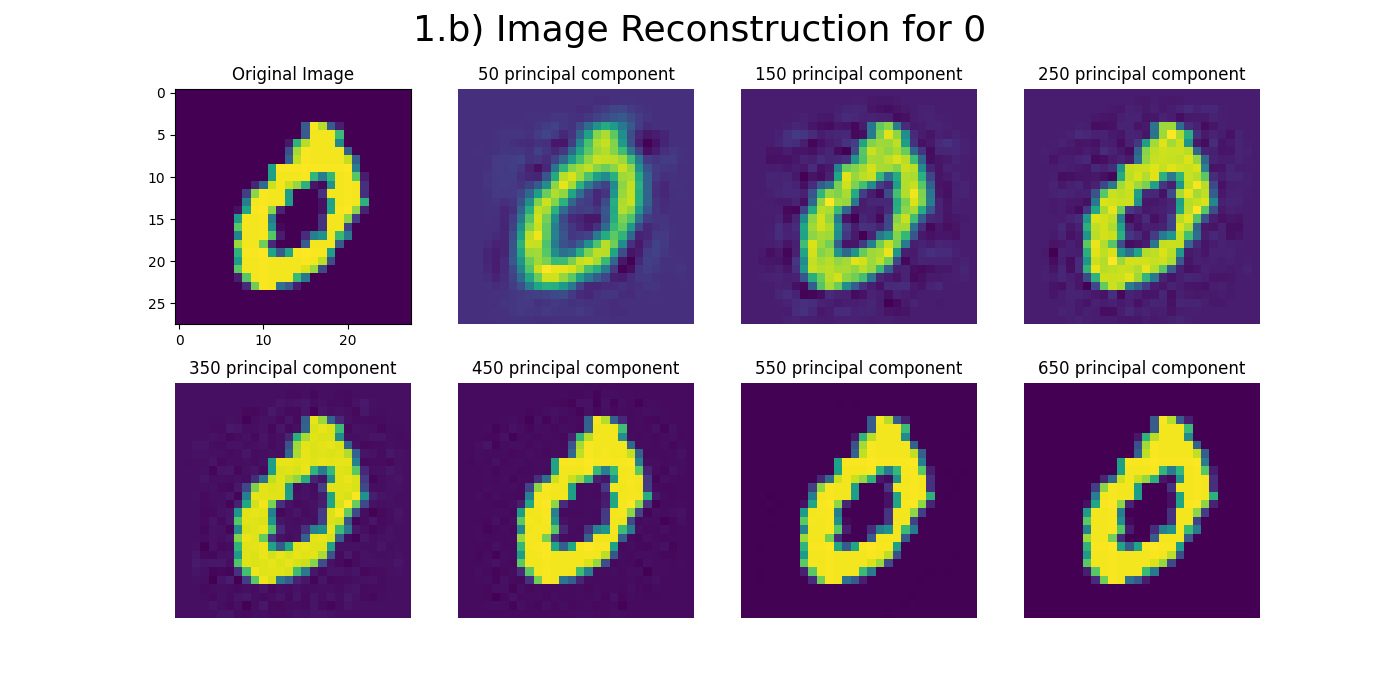 1.b) Image Reconstruction for 0
Original Image
50 principal component
150 principal component
250 principal component
0
5
10
15
20
25
0 10 20
350 principal component
450 principal component
550 principal component
650 principal component